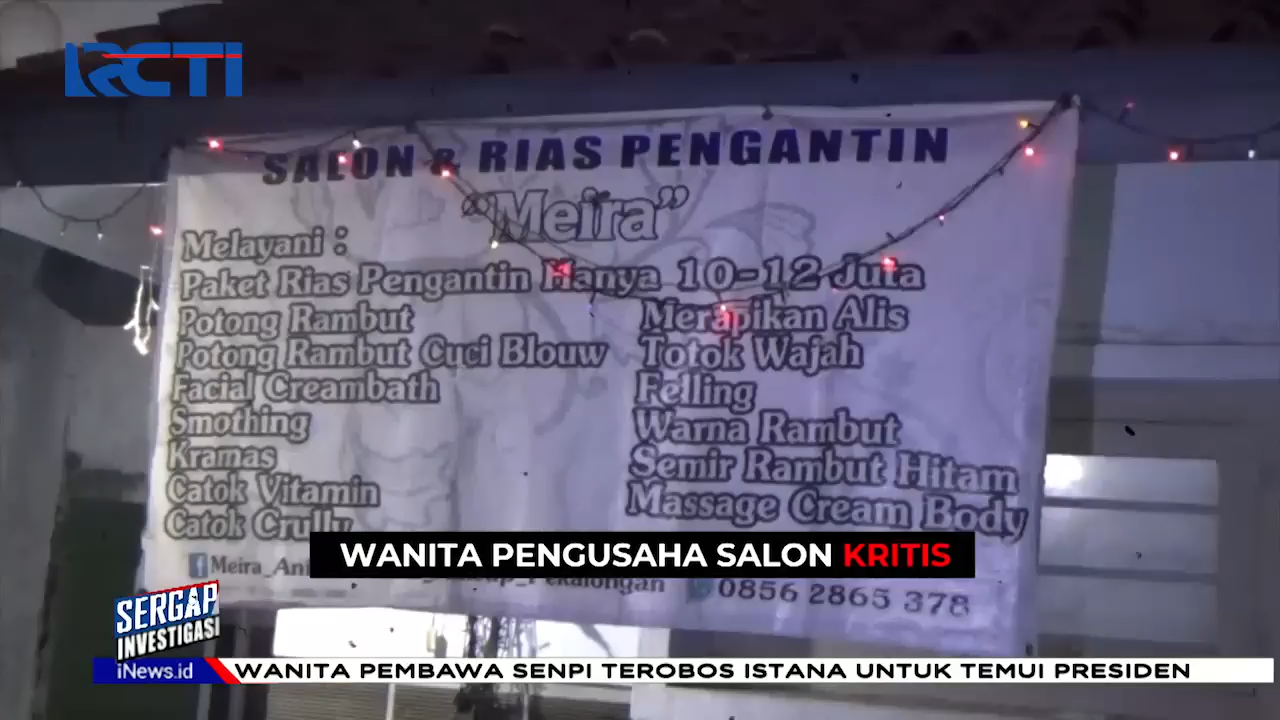 RCTI
SALON & RIAS PENGANTIN
"Meira"
Melayani :
Paket Rias Pengantin Hanya 10-12 Juta
Potong Rambut
Potong Rambut Cuci Blouw
Facial Creambath
Smothing
Kramas
Catok Vitamin
Catok Crully
Merapikan Alis
Totok Wajah
Felling
Warna Rambut
Semir Rambut Hitam
Massage Cream Body
Meira_
0856 2865 378
WANITA PENGUSAHA SALON KRITIS
SERGAP
INVESTIGASI
iNews.id WANITA PEMBAWA SENPI TEROBOS ISTANA UNTUK TEMUI PRESIDEN